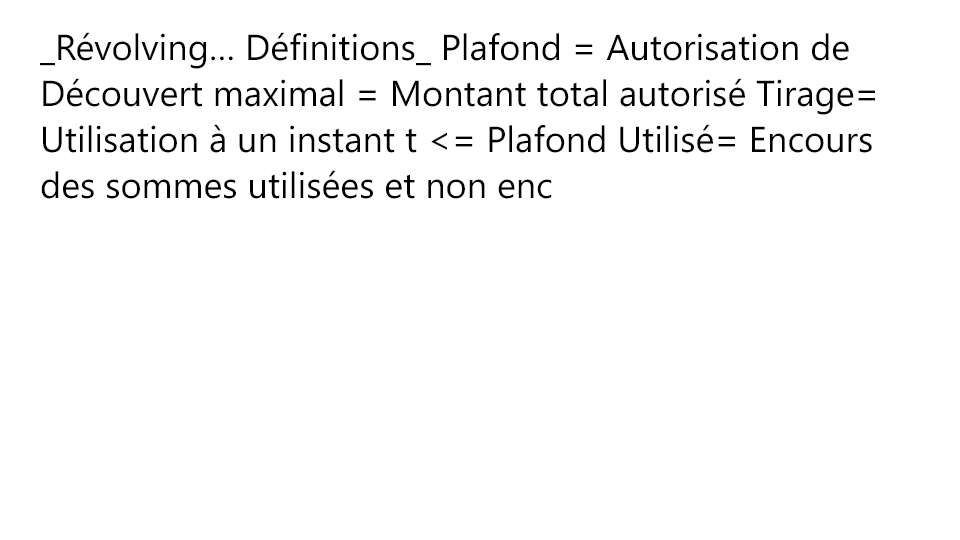 _Révolving... Définitions_ Plafond = Autorisation de
Découvert maximal = Montant total autorisé Tirage=
Utilisation à un instant t <= Plafond Utilisé= Encours
des sommes utilisées et non enc